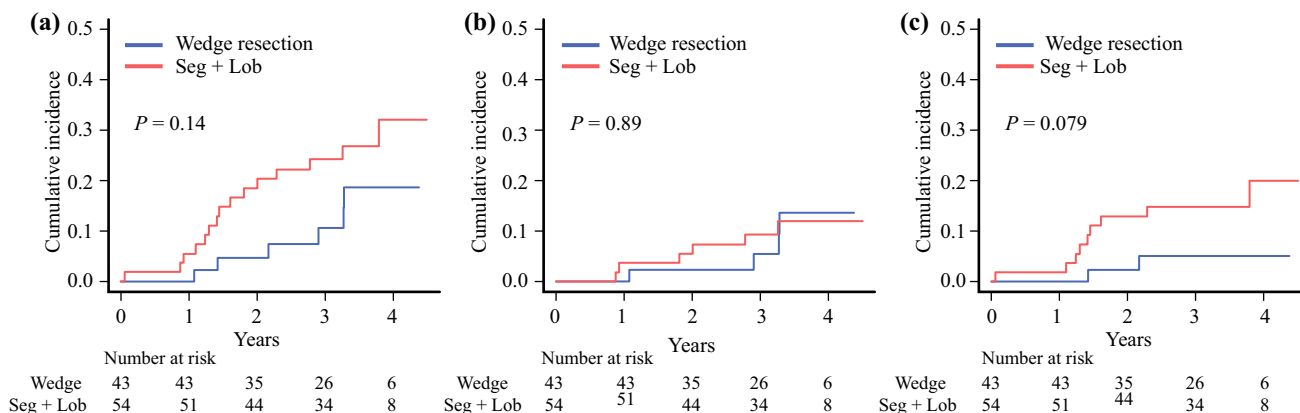 (a)
0.5
0.4
0.3
0.2
0.1
0.0
Cumulative incidence
Wedge resection
Seg + Lob
P = 0.14
0 1 2 3 4
Years
Number at risk
Wedge 43 43 35 26 6
Seg + Lob 54 51 44 34 8
(b)
0.5
0.4
0.3
0.2
0.1
0.0
Cumulative incidence
Wedge resection
Seg + Lob
P = 0.89
0 1 2 3 4
Years
Number at risk
Wedge 43 43 35 26 6
Seg + Lob 54 51 44 34 8
(c)
0.5
0.4
0.3
0.2
0.1
0.0
Cumulative incidence
Wedge resection
Seg + Lob
P = 0.079
0 1 2 3 4
Years
Number at risk
Wedge 43 43 35 26 6
Seg + Lob 54 51 44 34 8